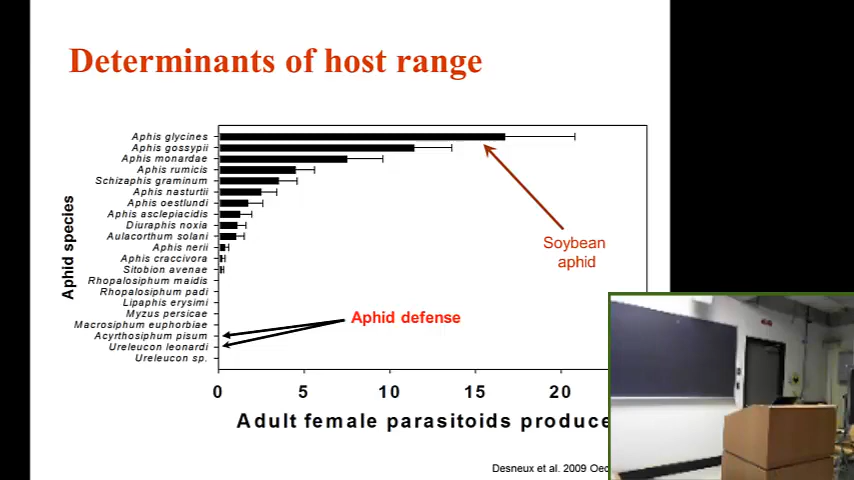 Determinants of host range
Aphid species
Aphis glycines
Aphis gossypii
Aphis monardae
Aphis rumicis
Schizaphis graminum
Aphis nasturtii
Aphis oestlundi
Aphis asclepiacidis
Diuraphis noxia
Aulacorthum solani
Aphis nerii
Aphis craccivora
Sitobion avenae
Rhopalosiphum maidis
Rhopalosiphum padi
Lipaphis erysimi
Myzus persicae
Macrosiphum euphorbiae
Acyrthosiphum pisum
Ureleucon leonardi
Ureleucon sp.
Soybean
aphid
Aphid defense
0 5 10 15 20
Adult female parasitoids produce
Desneux et al. 2009 Oec